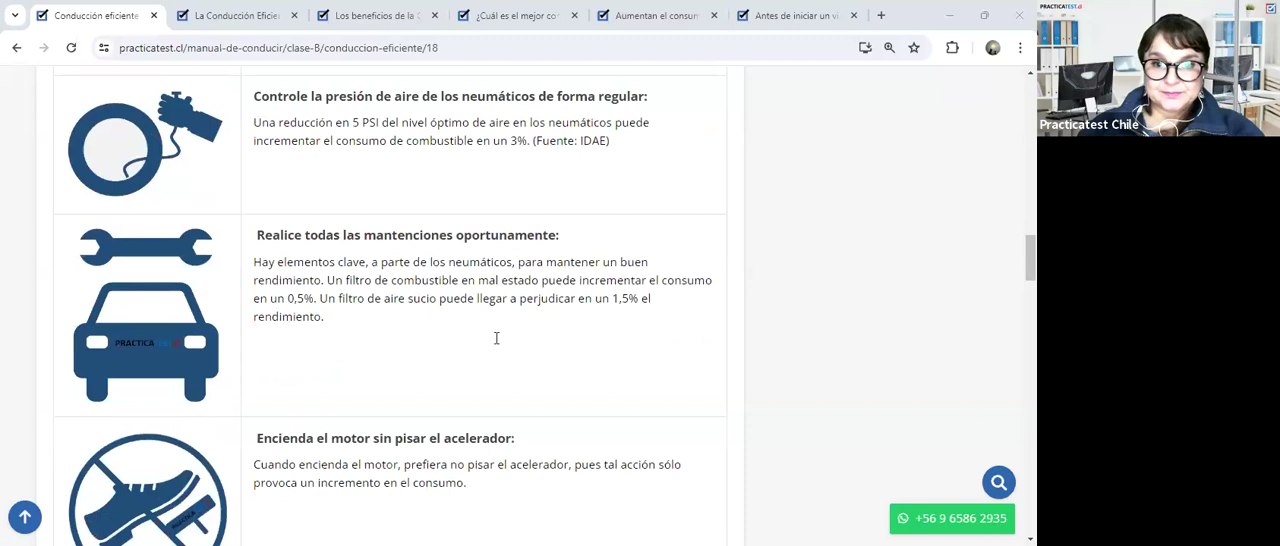 Conducción eficiente
La Conducción Eficie
Los beneficios de la C
¿Cuál es el mejor co
Aumentan el consum
Antes de iniciar un vi
practicatest.cl/manual-de-conducir/clase-B/conduccion-eficiente/18
PRACTICATEST.cl
Practicatest Chile
Controle la presión de aire de los neumáticos de forma regular:
Una reducción en 5 PSI del nivel óptimo de aire en los neumáticos puede
incrementar el consumo de combustible en un 3%. (Fuente: IDAE)
Realice todas las mantenciones oportunamente:
Hay elementos clave, a parte de los neumáticos, para mantener un buen
rendimiento. Un filtro de combustible en mal estado puede incrementar el consumo
en un 0,5%. Un filtro de aire sucio puede llegar a perjudicar en un 1,5% el
rendimiento.
PRACTICATEST.cl
Encienda el motor sin pisar el acelerador:
Cuando encienda el motor, prefiera no pisar el acelerador, pues tal acción sólo
provoca un incremento en el consumo.
+56 9 6586 2935